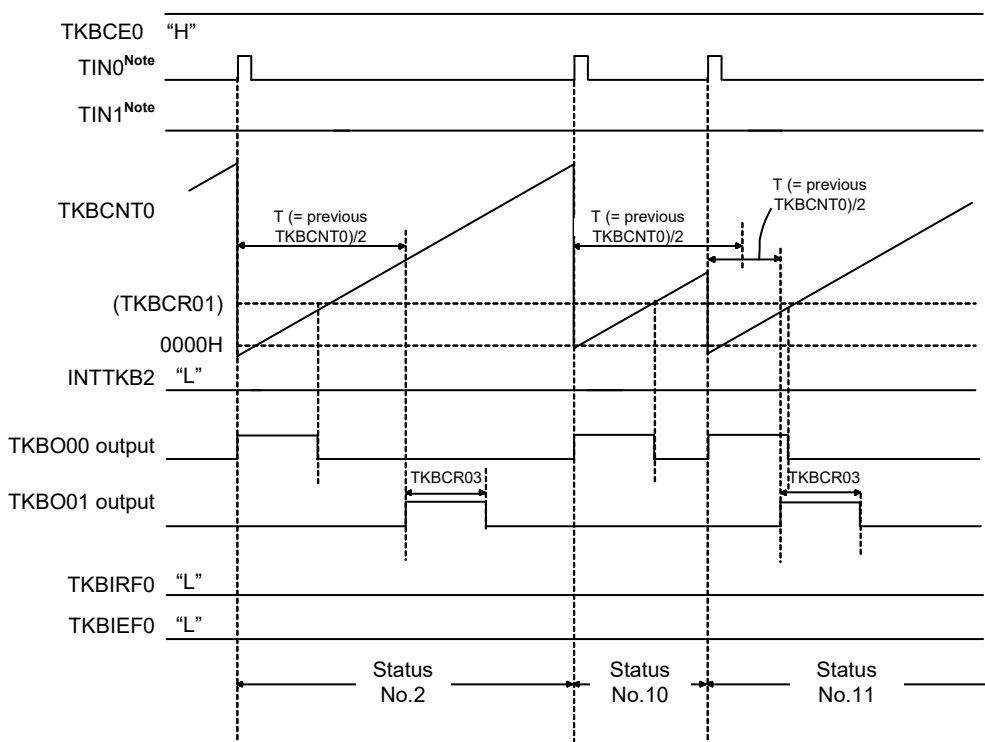 TKBCE0 “H”
TIN0Note
TIN1Note
TKBCNT0
T (= previous
TKBCNT0)/2
T (= previous
TKBCNT0)/2
T (= previous
TKBCNT0)/2
(TKBCR01)
0000H
INTTKB2 “L”
TKBO00 output
TKBO01 output
TKBCR03
TKBCR03
TKBIRF0 “L”
TKBIEF0 “L”
Status
No.2
Status
No.10
Status
No.11